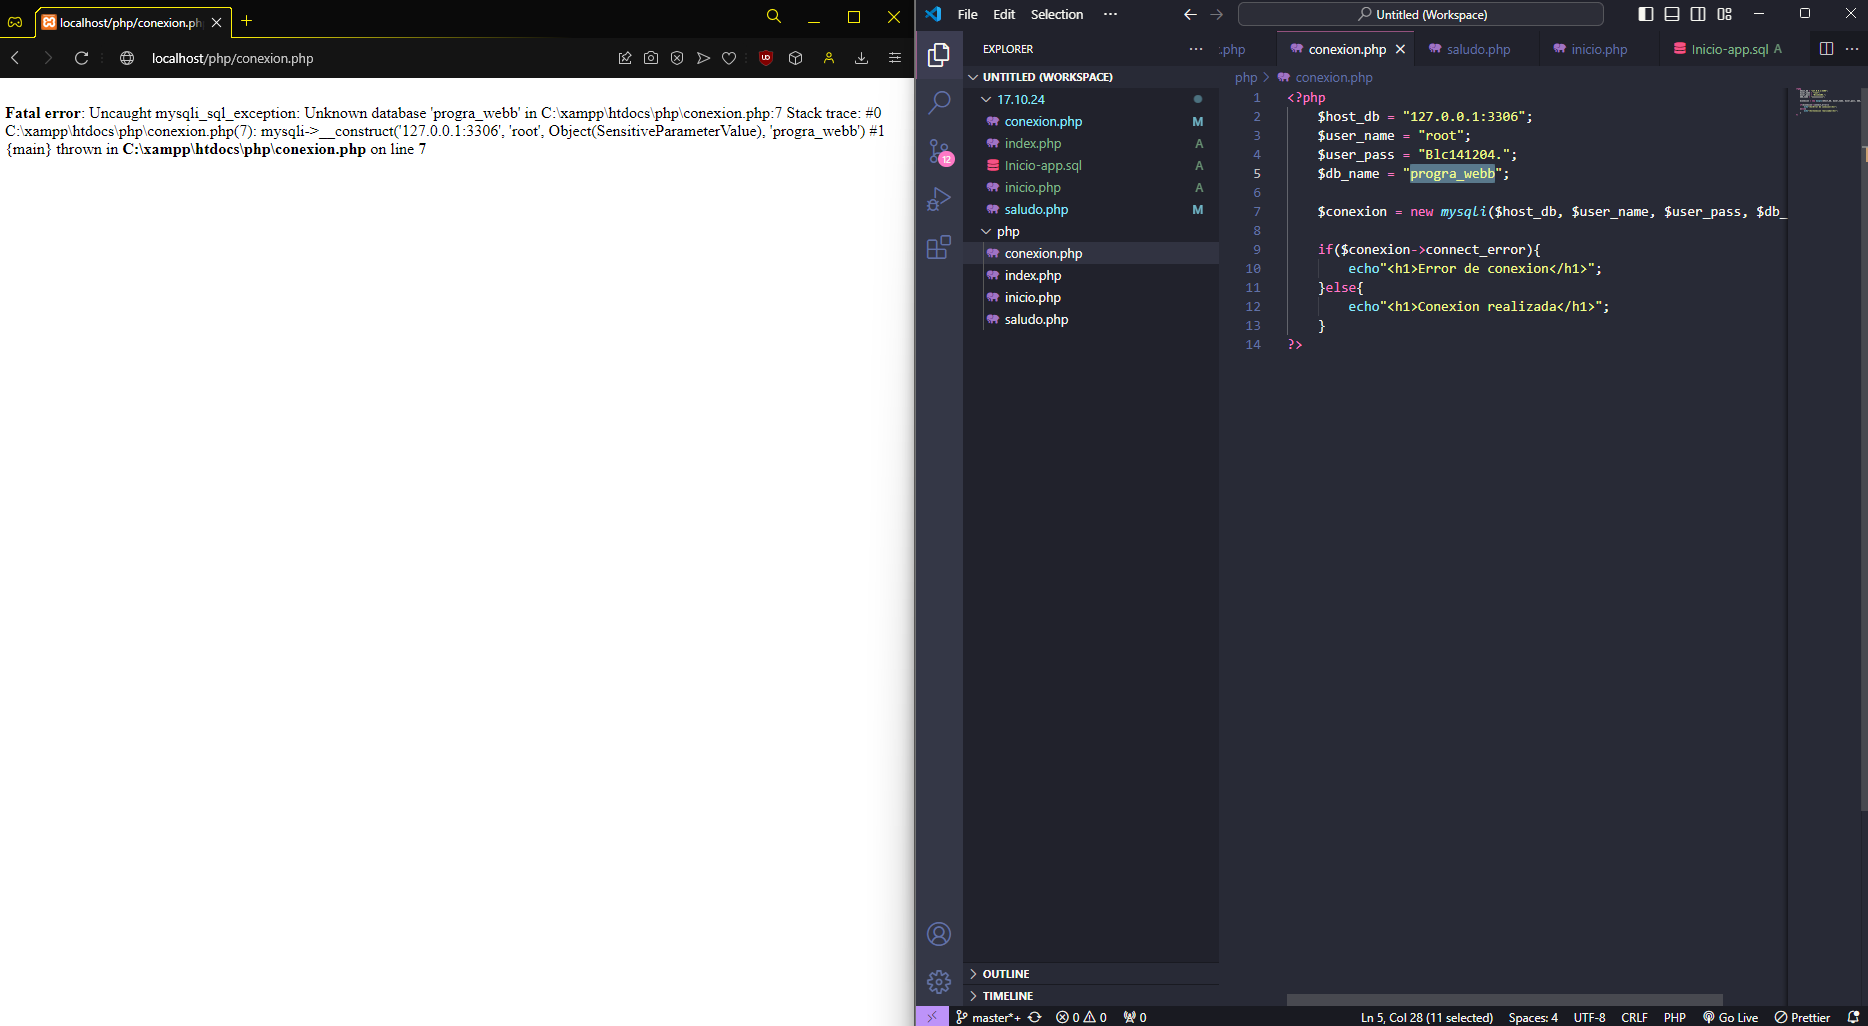 localhost/php/conexion.ph
localhost/php/conexion.php
Fatal error: Uncaught mysqli_sql_exception: Unknown database 'progra_webb' in C:\xampp\htdocs\php\conexion.php:7 Stack trace: #0
C:\xampp\htdocs\php\conexion.php(7): mysqli->__construct('127.0.0.1:3306', 'root', Object(SensitiveParameterValue), 'progra_webb') #1
{main} thrown in C:\xampp\htdocs\php\conexion.php on line 7
File Edit Selection ···
Untitled (Workspace)
EXPLORER ···
UNTITLED (WORKSPACE)
17.10.24
conexion.php M
index.php A
Inicio-app.sql A
inicio.php A
saludo.php M
php
conexion.php
index.php
inicio.php
saludo.php
12
OUTLINE
TIMELINE
.php conexion.php saludo.php inicio.php Inicio-app.sql A
php > conexion.php
1 <?php
2 $host_db = "127.0.0.1:3306";
3 $user_name = "root";
4 $user_pass = "Blc141204.";
5 $db_name = "progra_webb";
6
7 $conexion = new mysqli($host_db, $user_name, $user_pass, $db_
8
9 if($conexion->connect_error){
10 echo"<h1>Error de conexion</h1>";
11 }else{
12 echo"<h1>Conexion realizada</h1>";
13 }
14 ?>
master*+ 0 0 0 Ln 5, Col 28 (11 selected) Spaces: 4 UTF-8 CRLF PHP Go Live Prettier